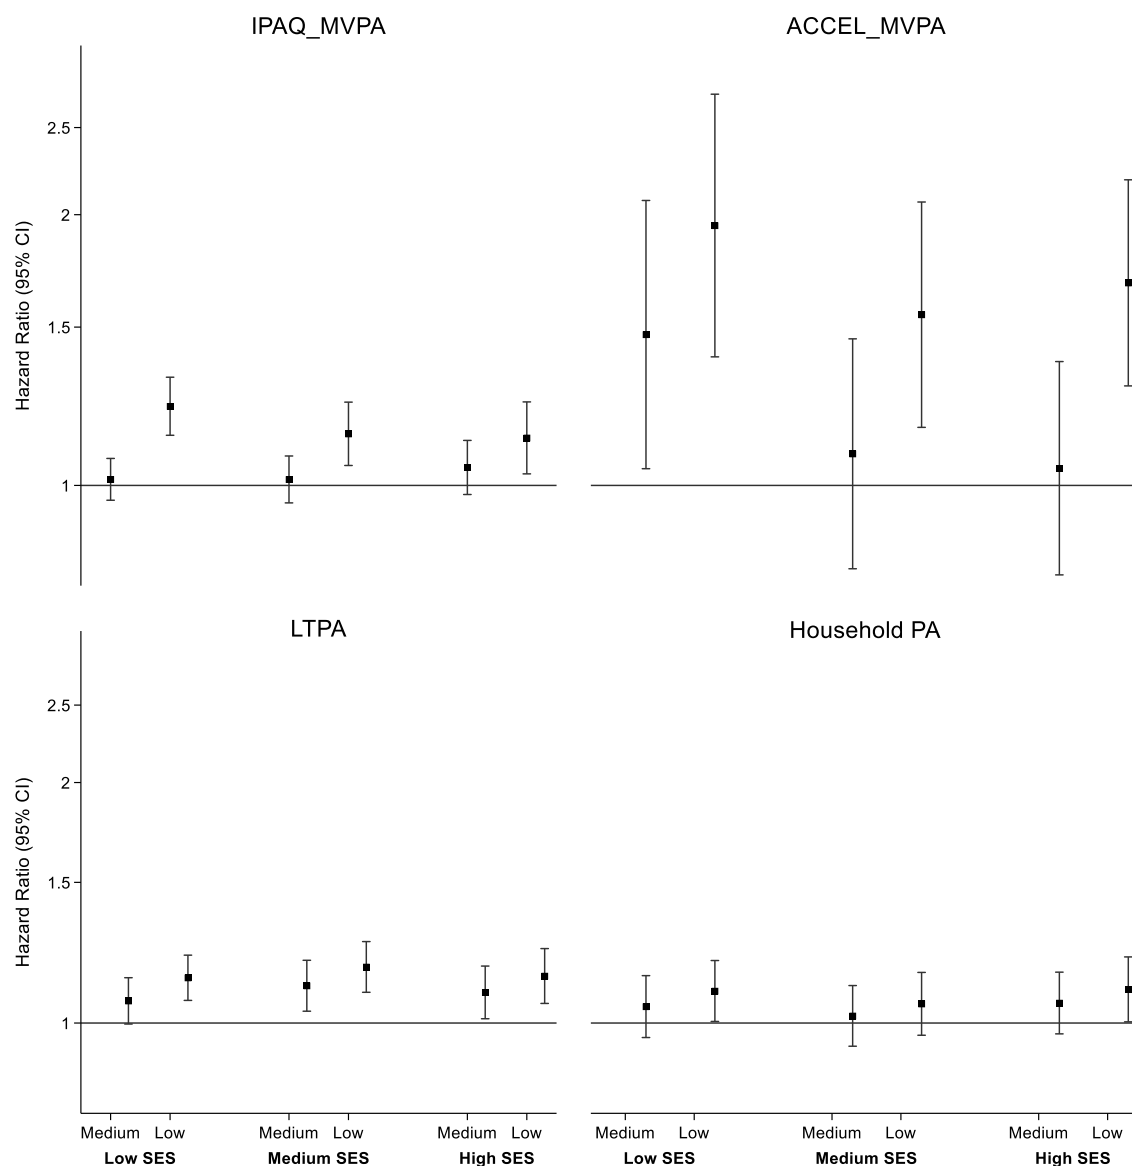 IPAQ_MVPA
ACCEL_MVPA
Hazard Ratio (95% CI)
2.5
2
1.5
1
LTPA
Household PA
Hazard Ratio (95% CI)
2.5
2
1.5
1
Medium Low Medium Low Medium Low
Low SES Medium SES High SES
Medium Low Medium Low Medium Low
Low SES Medium SES High SES